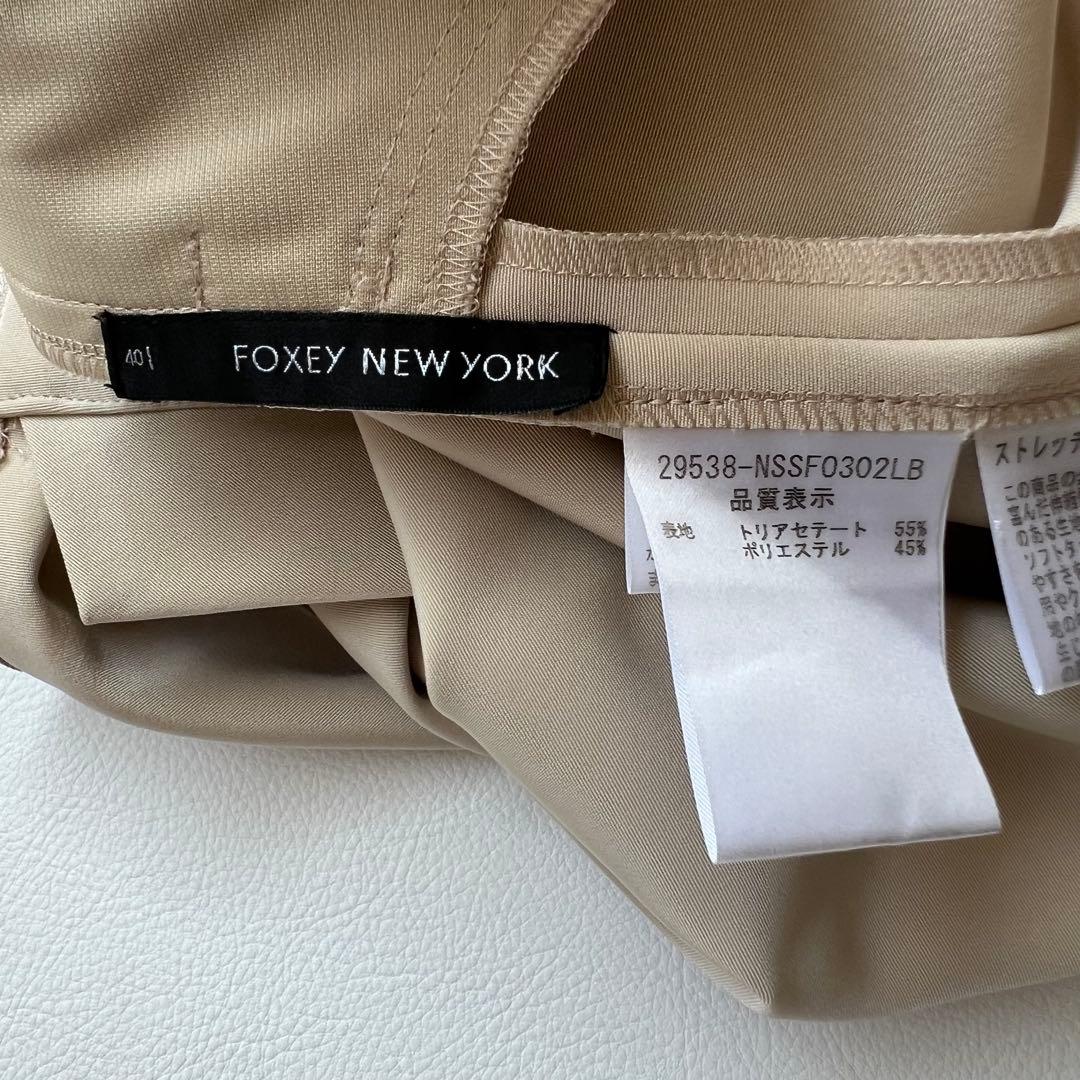 40
FOXEY NEW YORK
29538-NSSF0302LB
品質表示
表地 トリアセテート 55%
ポリエステル 45%
ストレッチ
この商品の
のある生地
ソフトタ
やすさ